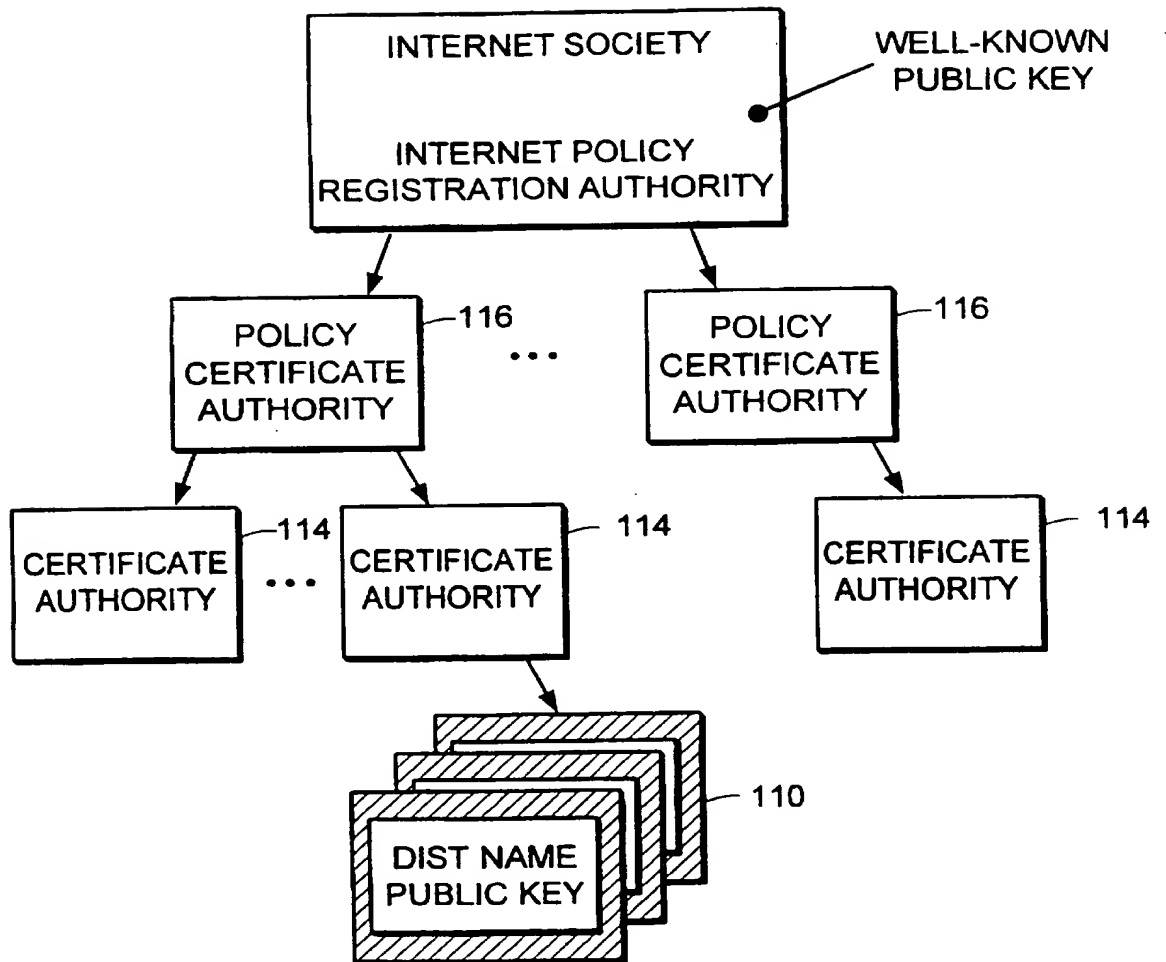 INTERNET SOCIETY
INTERNET POLICY
REGISTRATION AUTHORITY
WELL-KNOWN
PUBLIC KEY
POLICY
CERTIFICATE
AUTHORITY
116
...
POLICY
CERTIFICATE
AUTHORITY
116
CERTIFICATE
AUTHORITY
114
...
CERTIFICATE
AUTHORITY
114
CERTIFICATE
AUTHORITY
114
DIST NAME
PUBLIC KEY
110